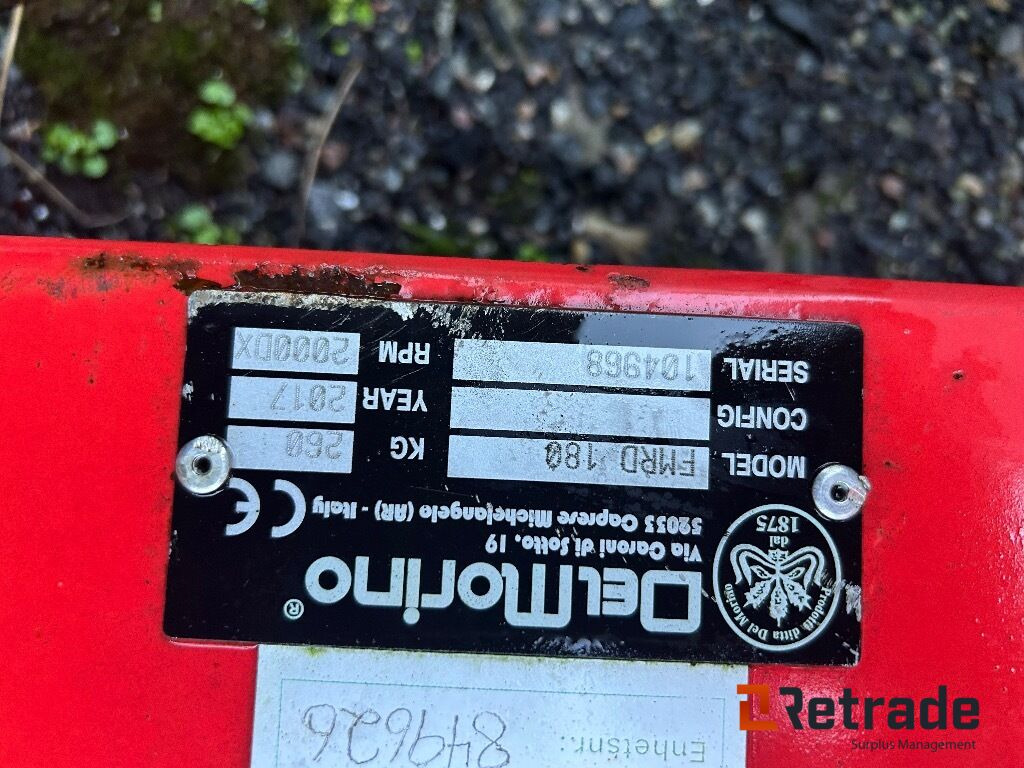 DELMORINO®
Via Caroni di Sotto, 19
52033 Caprese Michelangelo (AR) - Italy
CE
Prodotti ditta Del Morino
dal
1875
MODEL FMRD 180 KG 260
CONFIG YEAR 2017
SERIAL 104968 RPM 2000DX
Enhetsnr.:
849626
Retrade
Surplus Management